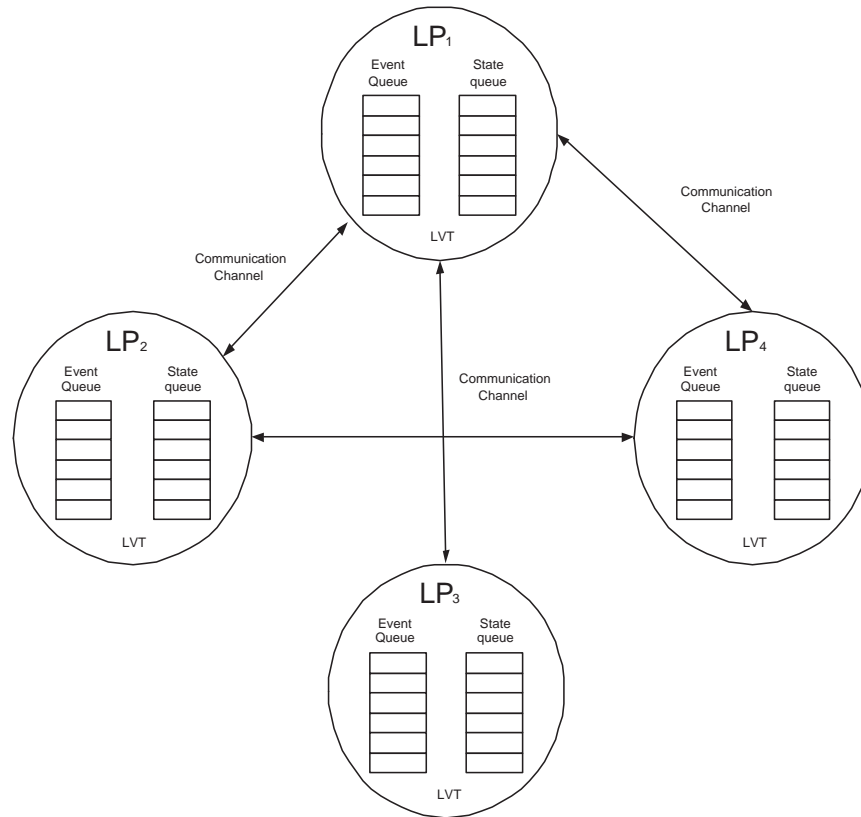 LP1
Event
Queue
State
queue
LVT
Communication
Channel
Communication
Channel
LP2
Event
Queue
State
queue
LVT
Communication
Channel
LP4
Event
Queue
State
queue
LVT
LP3
Event
Queue
State
queue
LVT